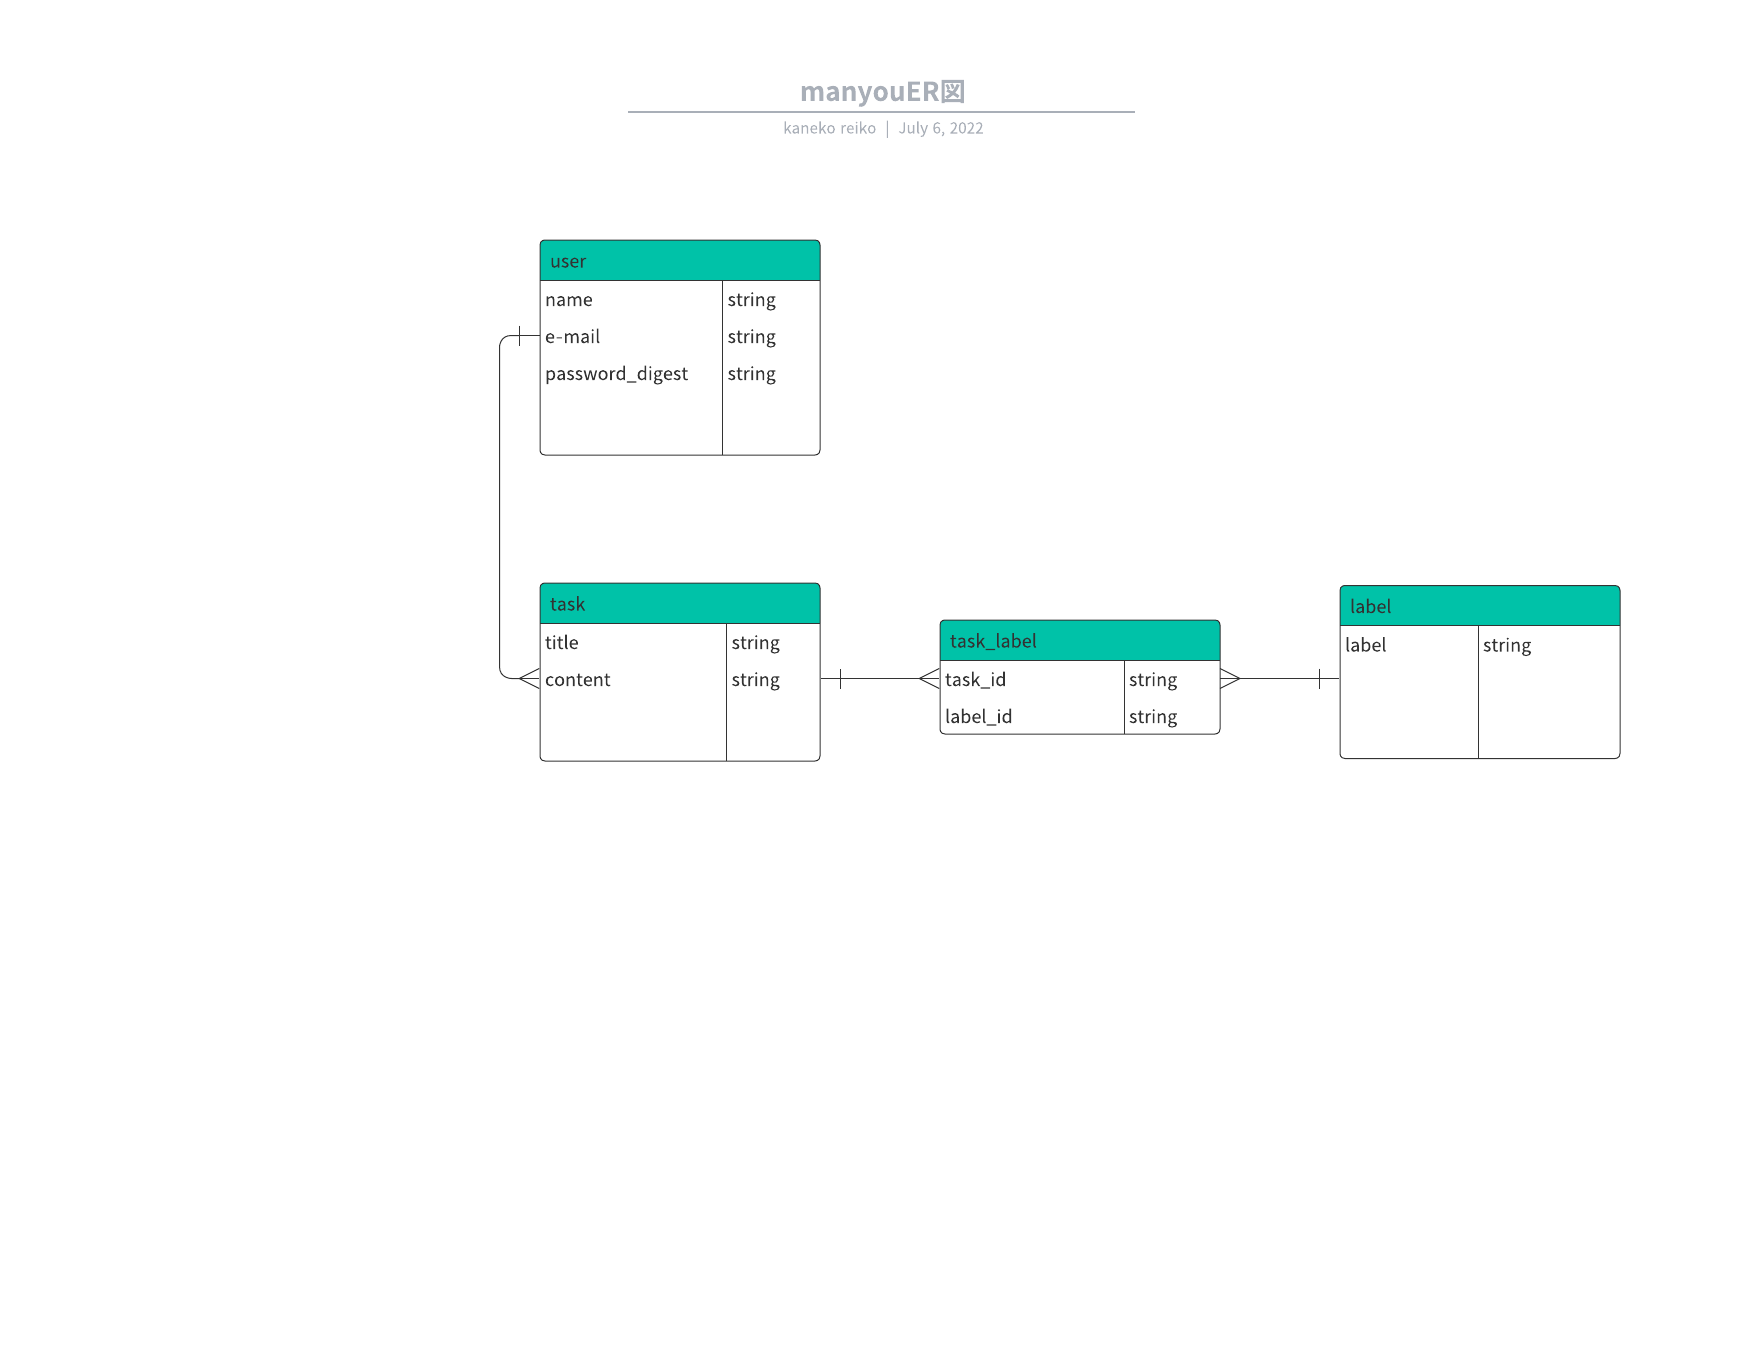 manyouER図
kaneko reiko | July 6, 2022
user
name string
e-mail string
password_digest string
task
title string
content string
task_label
task_id string
label_id string
label
label string